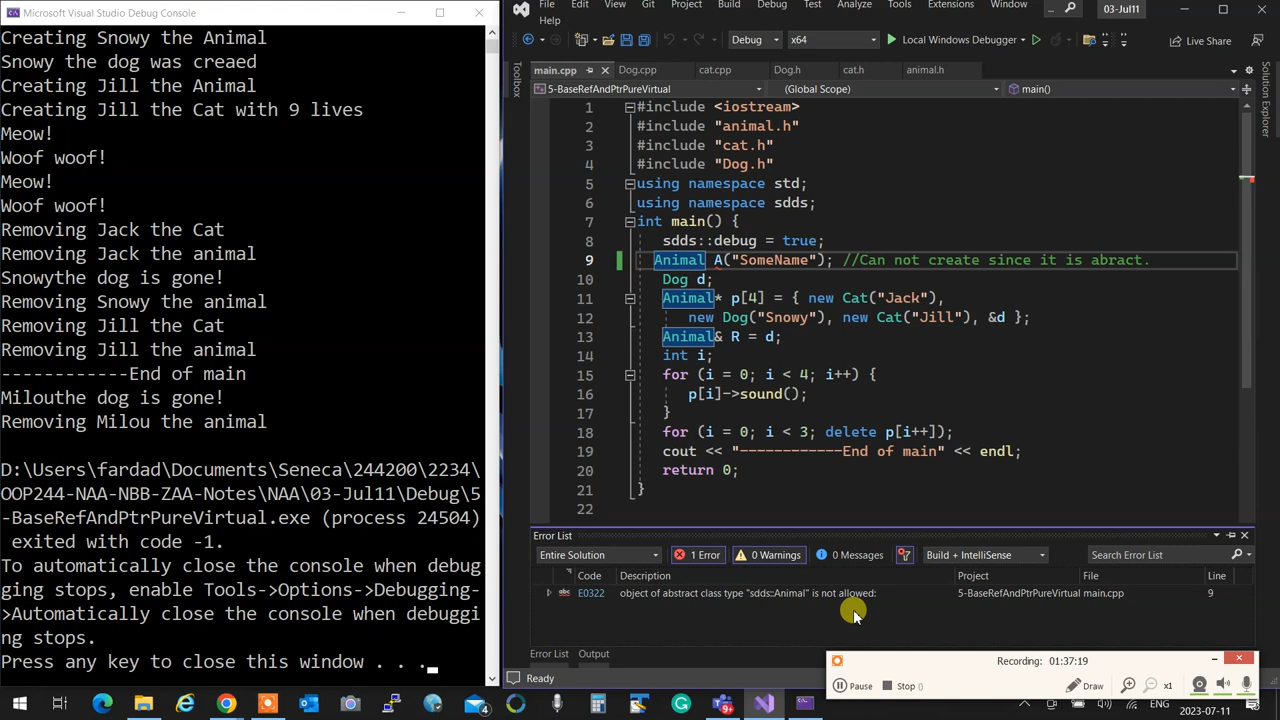 Microsoft Visual Studio Debug Console
Creating Snowy the Animal
Snowy the dog was creaed
Creating Jill the Animal
Creating Jill the Cat with 9 lives
Meow!
Woof woof!
Meow!
Woof woof!
Removing Jack the Cat
Removing Jack the animal
Snowythe dog is gone!
Removing Snowy the animal
Removing Jill the Cat
Removing Jill the animal
------------End of main
Milouthe dog is gone!
Removing Milou the animal
D:\Users\fardad\Documents\Seneca\244200\2234\
OOP244-NAA-NBB-ZAA-Notes\NAA\03-Jul11\Debug\5
-BaseRefAndPtrPureVirtual.exe (process 24504)
exited with code -1.
To automatically close the console when debug
ging stops, enable Tools->Options->Debugging-
>Automatically close the console when debuggi
ng stops.
Press any key to close this window . . .
File Edit View Git Project Build Debug Test Analyze Tools Extensions Window 03-Jul11
Help
Debug x64 Local Windows Debugger Live Share
Toolbox
Solution Explorer
main.cpp Dog.cpp cat.cpp Dog.h cat.h animal.h
5-BaseRefAndPtrPureVirtual (Global Scope) main()
1 #include <iostream>
2 #include "animal.h"
3 #include "cat.h"
4 #include "Dog.h"
5 using namespace std;
6 using namespace sdds;
7 int main() {
8 sdds::debug = true;
9 Animal A("SomeName"); //Can not create since it is abract.
10 Dog d;
11 Animal* p[4] = { new Cat("Jack"),
12 new Dog("Snowy"), new Cat("Jill"), &d };
13 Animal& R = d;
14 int i;
15 for (i = 0; i < 4; i++) {
16 p[i]->sound();
17 }
18 for (i = 0; i < 3; delete p[i++]);
19 cout << "------------End of main" << endl;
20 return 0;
21 }
22
Error List
Entire Solution 1 Error 0 Warnings 0 Messages Build + IntelliSense Search Error List
Code Description Project File Line
abc E0322 object of abstract class type "sdds::Animal" is not allowed: 5-BaseRefAndPtrPureVirtual main.cpp 9
Error List Output
Ready
Recording: 01:37:19
Pause Stop () Draw x1
ENG 2023-07-11